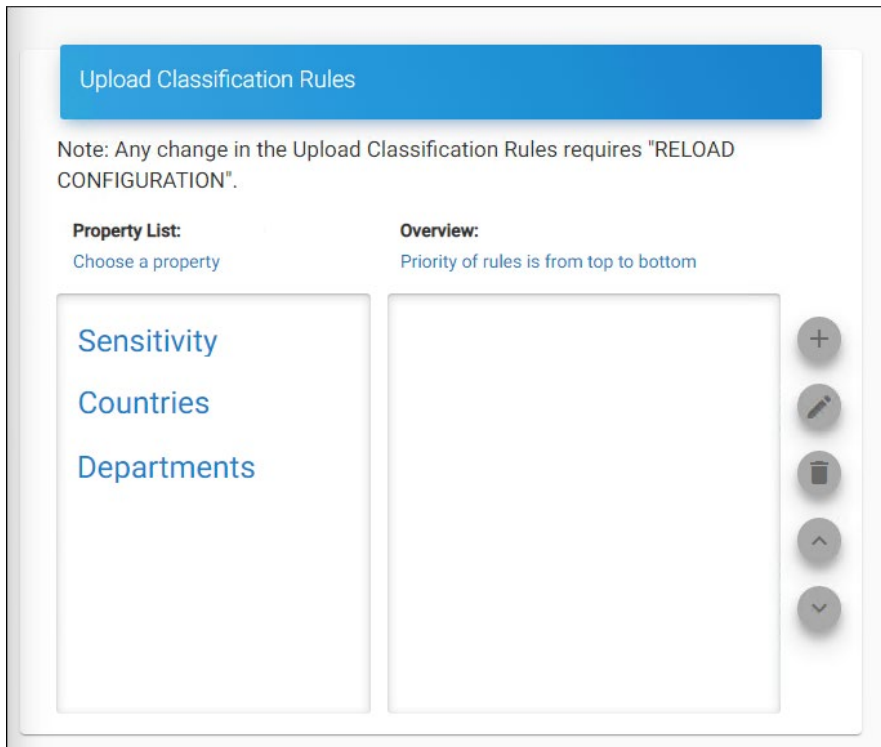 Upload Classification Rules
Note: Any change in the Upload Classification Rules requires "RELOAD
CONFIGURATION".
Property List:
Choose a property
Overview:
Priority of rules is from top to bottom
Sensitivity
Countries
Departments